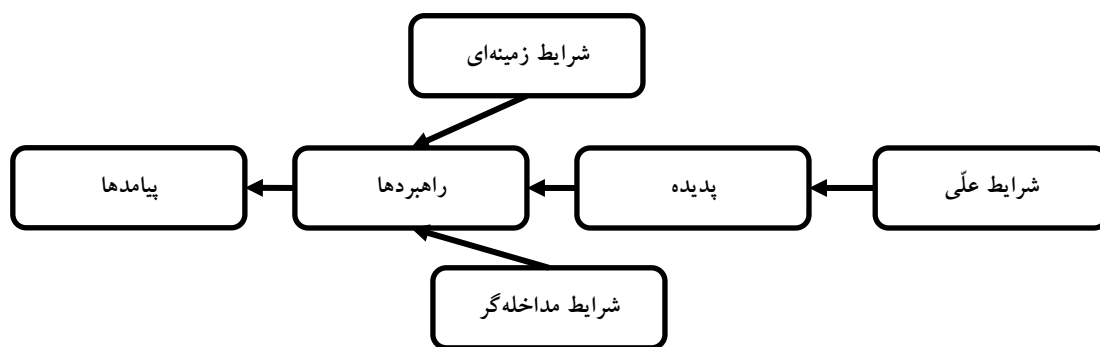 شرایط زمینه‌ای
شرایط علّی
پدیده
راهبردها
پیامدها
شرایط مداخله‌گر